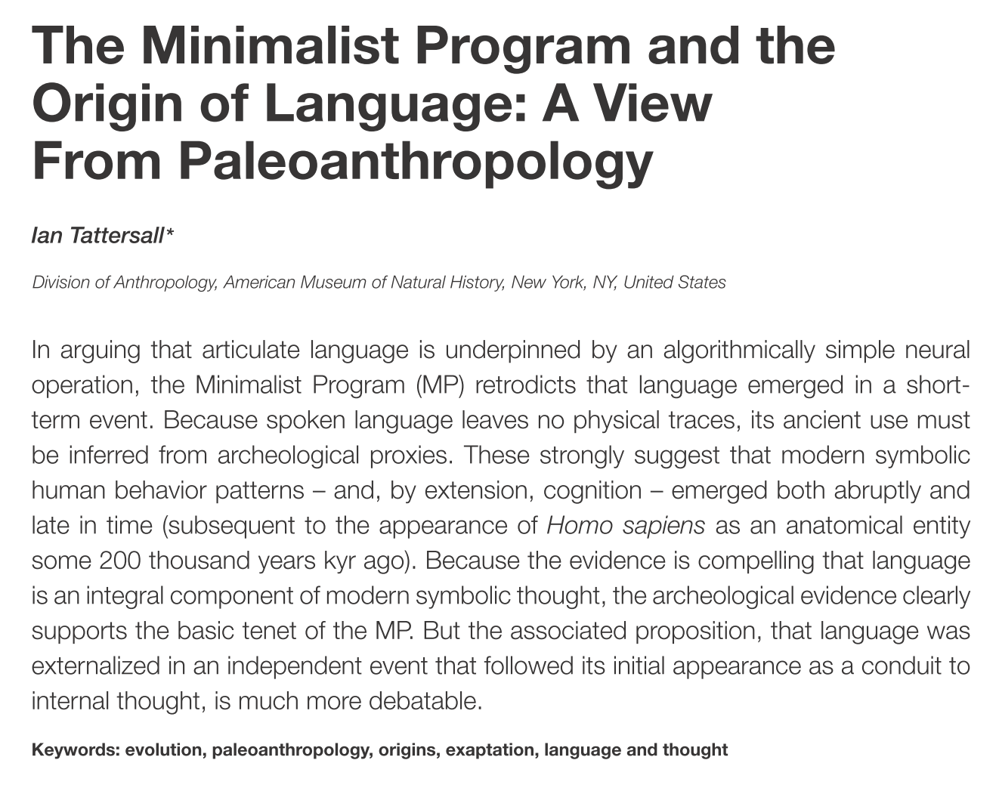 The Minimalist Program and the
Origin of Language: A View
From Paleoanthropology
Ian Tattersall*
Division of Anthropology, American Museum of Natural History, New York, NY, United States
In arguing that articulate language is underpinned by an algorithmically simple neural
operation, the Minimalist Program (MP) retrodicts that language emerged in a short-
term event. Because spoken language leaves no physical traces, its ancient use must
be inferred from archeological proxies. These strongly suggest that modern symbolic
human behavior patterns – and, by extension, cognition – emerged both abruptly and
late in time (subsequent to the appearance of Homo sapiens as an anatomical entity
some 200 thousand years kyr ago). Because the evidence is compelling that language
is an integral component of modern symbolic thought, the archeological evidence clearly
supports the basic tenet of the MP. But the associated proposition, that language was
externalized in an independent event that followed its initial appearance as a conduit to
internal thought, is much more debatable.
Keywords: evolution, paleoanthropology, origins, exaptation, language and thought